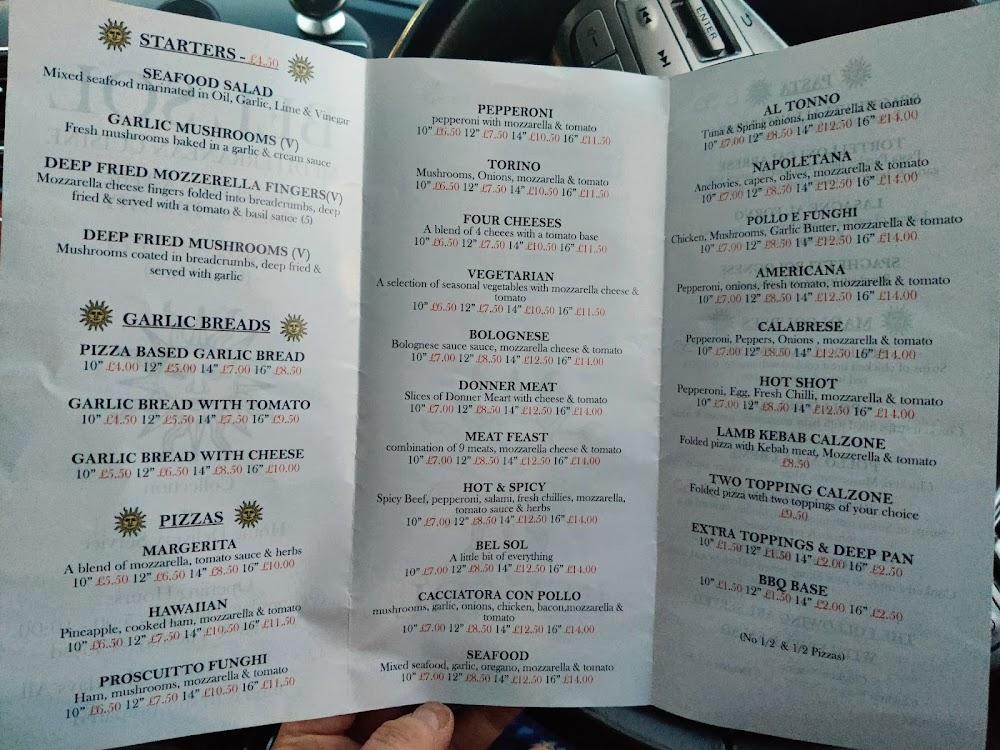 STARTERS - £4.50
SEAFOOD SALAD
Mixed seafood marinated in Oil, Garlic, Lime & Vinegar
GARLIC MUSHROOMS (V)
Fresh mushrooms baked in a garlic & cream sauce
DEEP FRIED MOZZERELLA FINGERS(V)
Mozzarella cheese fingers folded into breadcrumbs, deep
fried & served with a tomato & basil sauce (5)
DEEP FRIED MUSHROOMS (V)
Mushrooms coated in breadcrumbs, deep fried &
served with garlic
GARLIC BREADS
PIZZA BASED GARLIC BREAD
10" £4.00 12" £5.00 14" £7.00 16" £8.50
GARLIC BREAD WITH TOMATO
10" £4.50 12" £5.50 14" £7.50 16" £9.50
GARLIC BREAD WITH CHEESE
10" £5.50 12" £6.50 14" £8.50 16" £10.00
PIZZAS
MARGERITA
A blend of mozzarella, tomato sauce & herbs
10" £5.50 12" £6.50 14" £8.50 16" £10.00
HAWAIIAN
Pineapple, cooked ham, mozzarella & tomato
10" £6.50 12" £7.50 14" £10.50 16" £11.50
PROSCUITTO FUNGHI
Ham, mushrooms, mozzarella & tomato
10" £6.50 12" £7.50 14" £10.50 16" £11.50
PEPPERONI
pepperoni with mozzarella & tomato
10" £6.50 12" £7.50 14" £10.50 16" £11.50
TORINO
Mushrooms, Onions, mozzarella & tomato
10" £6.50 12" £7.50 14" £10.50 16" £11.50
FOUR CHEESES
A blend of 4 cheees with a tomato base
10" £6.50 12" £7.50 14" £10.50 16" £11.50
VEGETARIAN
A selection of seasonal vegetables with mozzarella cheese &
tomato
10" £6.50 12" £7.50 14" £10.50 16" £11.50
BOLOGNESE
Bolognese sauce sauce, mozzarella cheese & tomato
10" £7.00 12" £8.50 14" £12.50 16" £14.00
DONNER MEAT
Slices of Donner Meart with cheese & tomato
10" £7.00 12" £8.50 14" £12.50 16" £14.00
MEAT FEAST
combination of 9 meats, mozzarella cheese & tomato
10" £7.00 12" £8.50 14" £12.50 16" £14.00
HOT & SPICY
Spicy Beef, pepperoni, salami, fresh chillies, mozzarella,
tomato sauce & herbs
10" £7.00 12" £8.50 14" £12.50 16" £14.00
BEL SOL
A little bit of everything
10" £7.00 12" £8.50 14" £12.50 16" £14.00
CACCIATORA CON POLLO
mushrooms, garlic, onions, chicken, bacon,mozzarella &
tomato
10" £7.00 12" £8.50 14" £12.50 16" £14.00
SEAFOOD
Mixed seafood, garlic, oregano, mozzarella & tomato
10" £7.00 12" £8.50 14" £12.50 16" £14.00
ENTER
AL TONNO
Tuna & Spring onions, mozzarella & tomato
10" £7.00 12" £8.50 14" £12.50 16" £14.00
NAPOLETANA
Anchovies, capers, olives, mozzarella & tomato
10" £7.00 12" £8.50 14" £12.50 16" £14.00
POLLO E FUNGHI
Chicken, Mushrooms, Garlic Butter, mozzarella & tomato
10" £7.00 12" £8.50 14" £12.50 16" £14.00
AMERICANA
Pepperoni, onions, fresh tomato, mozzarella & tomato
10" £7.00 12" £8.50 14" £12.50 16" £14.00
CALABRESE
Pepperoni, Peppers, Onions , mozzarella & tomato
10" £7.00 12" £8.50 14" £12.50 16" £14.00
HOT SHOT
Pepperoni, Egg, Fresh Chilli, mozzarella & tomato
10" £7.00 12" £8.50 14" £12.50 16" £14.00
LAMB KEBAB CALZONE
Folded pizza with Kebab meat, Mozzerella & tomato
£8.50
TWO TOPPING CALZONE
Folded pizza with two toppings of your choice
£9.50
EXTRA TOPPINGS & DEEP PAN
10" £1.50 12" £1.50 14" £2.00 16" £2.50
BBQ BASE
10" £1.50 12" £1.50 14" £2.00 16" £2.50
(No 1/2 & 1/2 Pizzas)